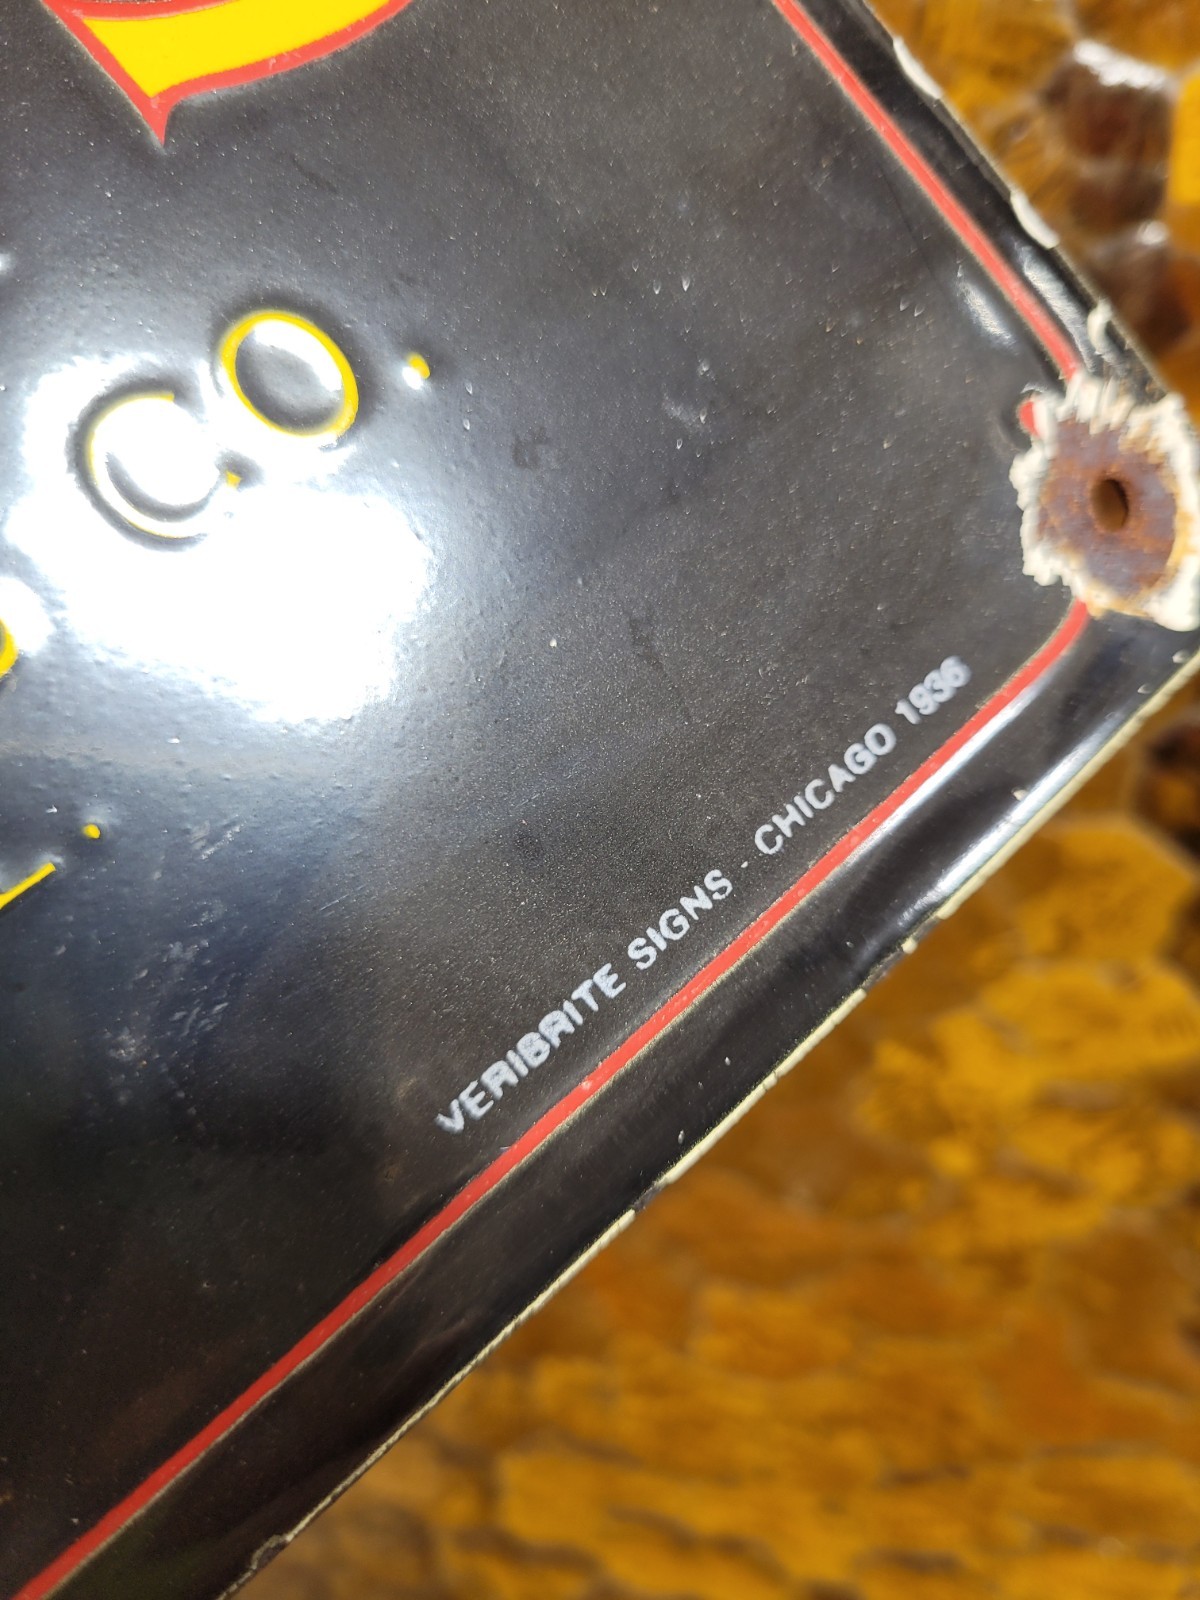 CO.
VERIBRITE SIGNS - CHICAGO 1936